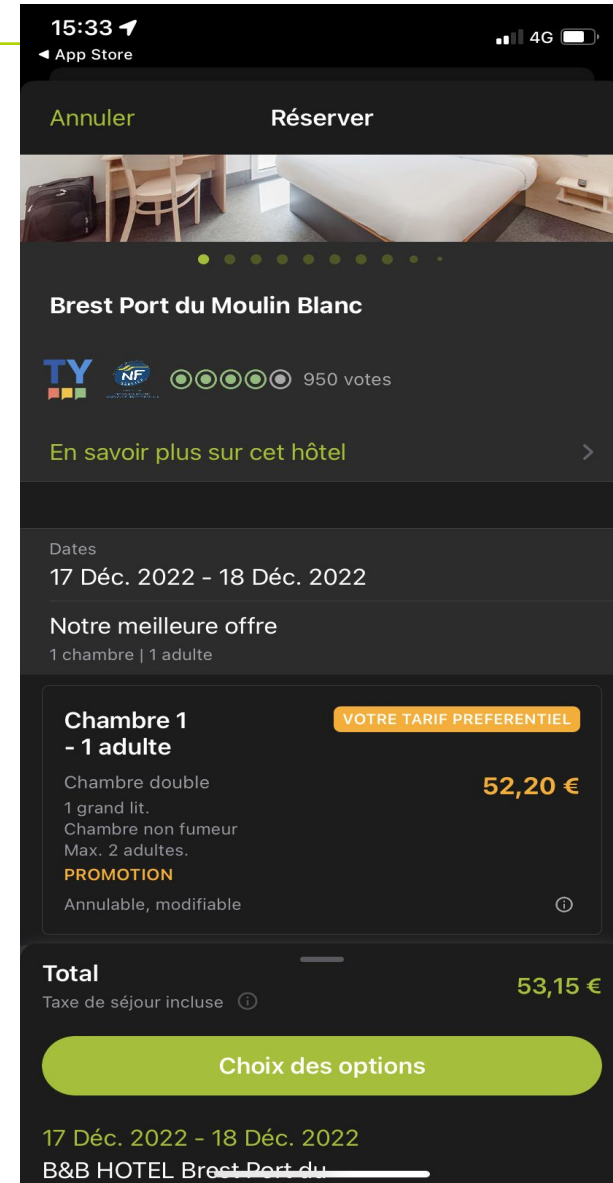 15:33
4G
◀ App Store
Annuler
Réserver
Brest Port du Moulin Blanc
TY
NF
950 votes
En savoir plus sur cet hôtel
Dates
17 Déc. 2022 - 18 Déc. 2022
Notre meilleure offre
1 chambre | 1 adulte
Chambre 1
- 1 adulte
VOTRE TARIF PREFERENTIEL
Chambre double
52,20 €
1 grand lit.
Chambre non fumeur
Max. 2 adultes.
PROMOTION
Annulable, modifiable
Total
53,15 €
Taxe de séjour incluse
Choix des options
17 Déc. 2022 - 18 Déc. 2022
B&B HOTEL Brest Port du